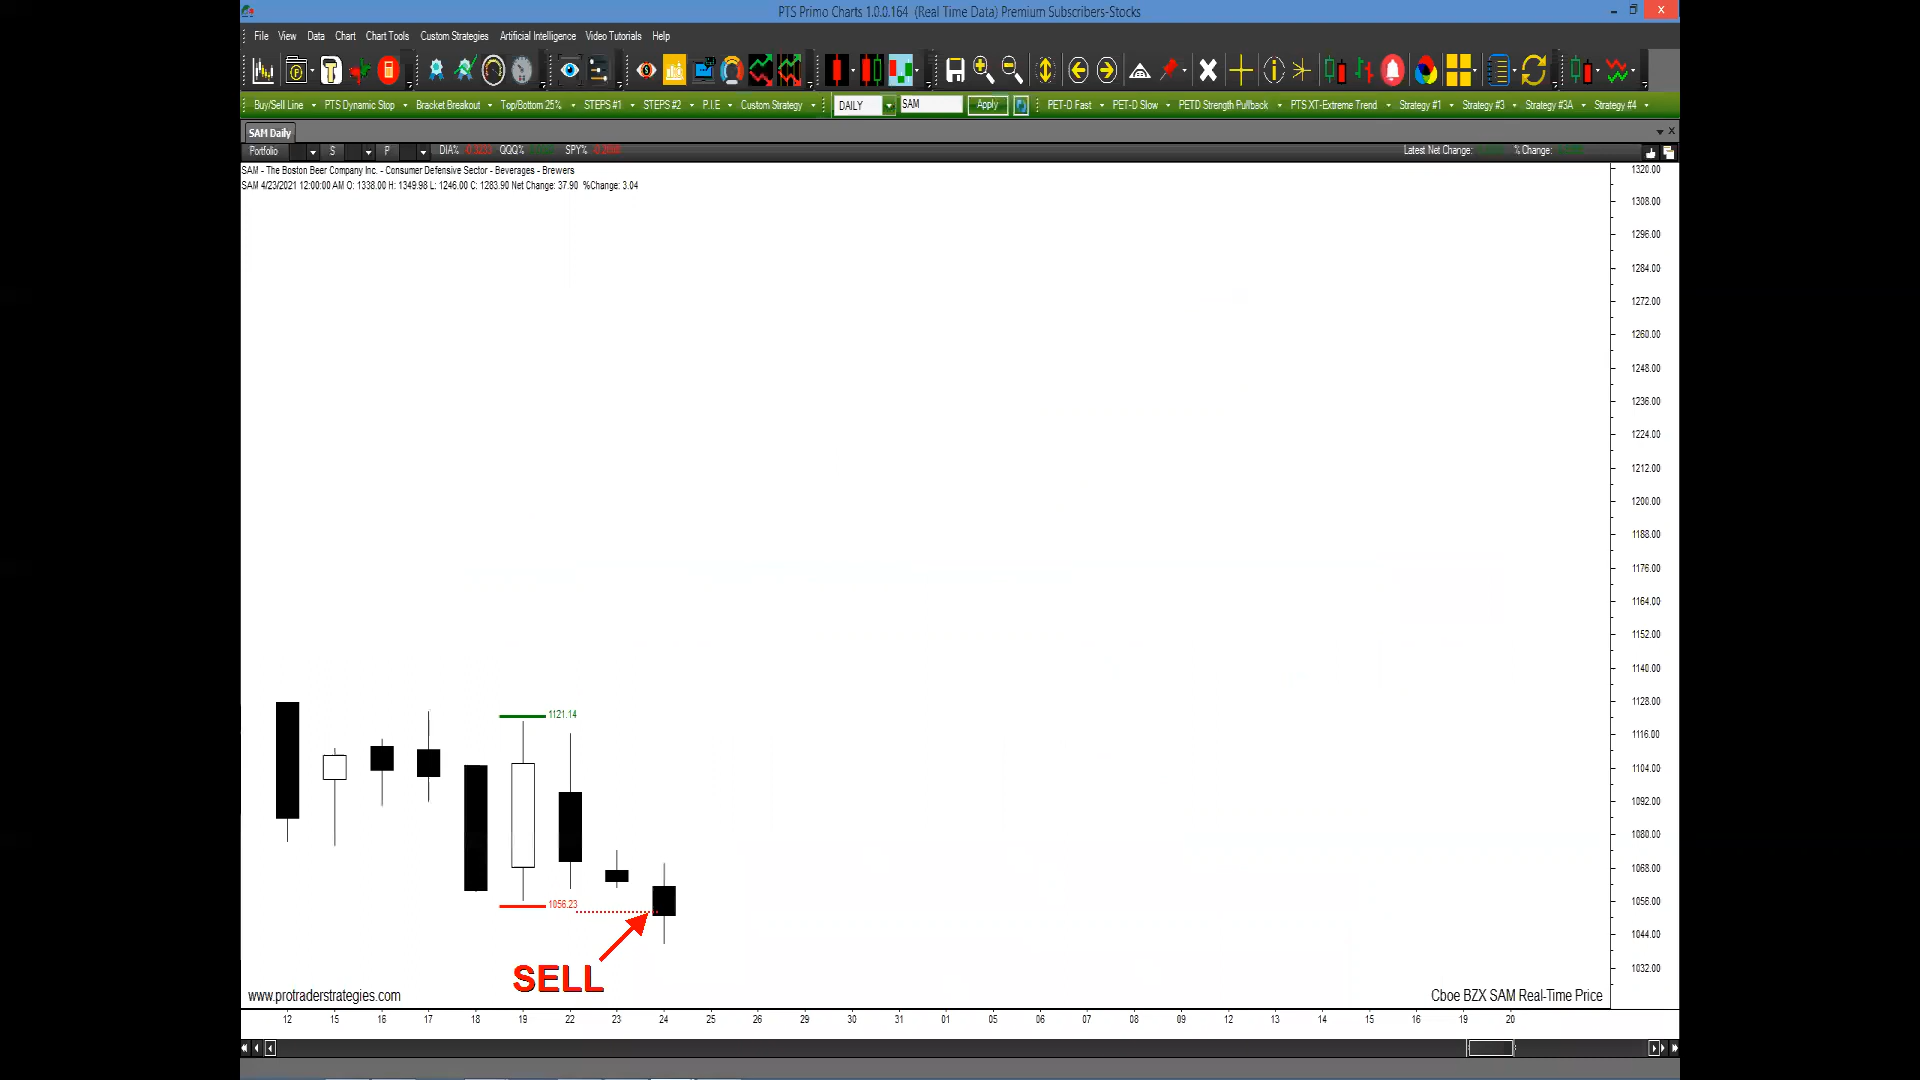 PTS Primo Charts 1.0.0.164 (Real Time Data) Premium Subscribers-Stocks
File View Data Chart Chart Tools Custom Strategies Artificial Intelligence Video Tutorials Help
Buy/Sell Line PTS Dynamic Stop Bracket Breakout Top/Bottom 25% STEPS #1 STEPS #2 P.I.E Custom Strategy DAILY SAM Apply PET-D Fast PET-D Slow PETD Strength Pullback PTS XT-Extreme Trend Strategy #1 Strategy #3 Strategy #3A Strategy #4
SAM Daily
Portfolio S P DIA% QQQ% SPY% Latest Net Change: % Change:
SAM - The Boston Beer Company Inc. - Consumer Defensive Sector - Beverages - Brewers
SAM 4/23/2021 12:00:00 AM O: 1338.00 H: 1349.98 L: 1246.00 C: 1283.90 Net Change: 37.90 %Change: 3.04
1320.00
1308.00
1296.00
1284.00
1272.00
1260.00
1248.00
1236.00
1224.00
1212.00
1200.00
1188.00
1176.00
1164.00
1152.00
1140.00
1128.00
1121.14
1116.00
1104.00
1092.00
1080.00
1068.00
1056.00
1056.23
1044.00
1032.00
SELL
www.protraderstrategies.com
Cboe BZX SAM Real-Time Price
12 15 16 17 18 19 22 23 24 25 26 29 30 31 01 05 06 07 08 09 12 13 14 15 16 19 20